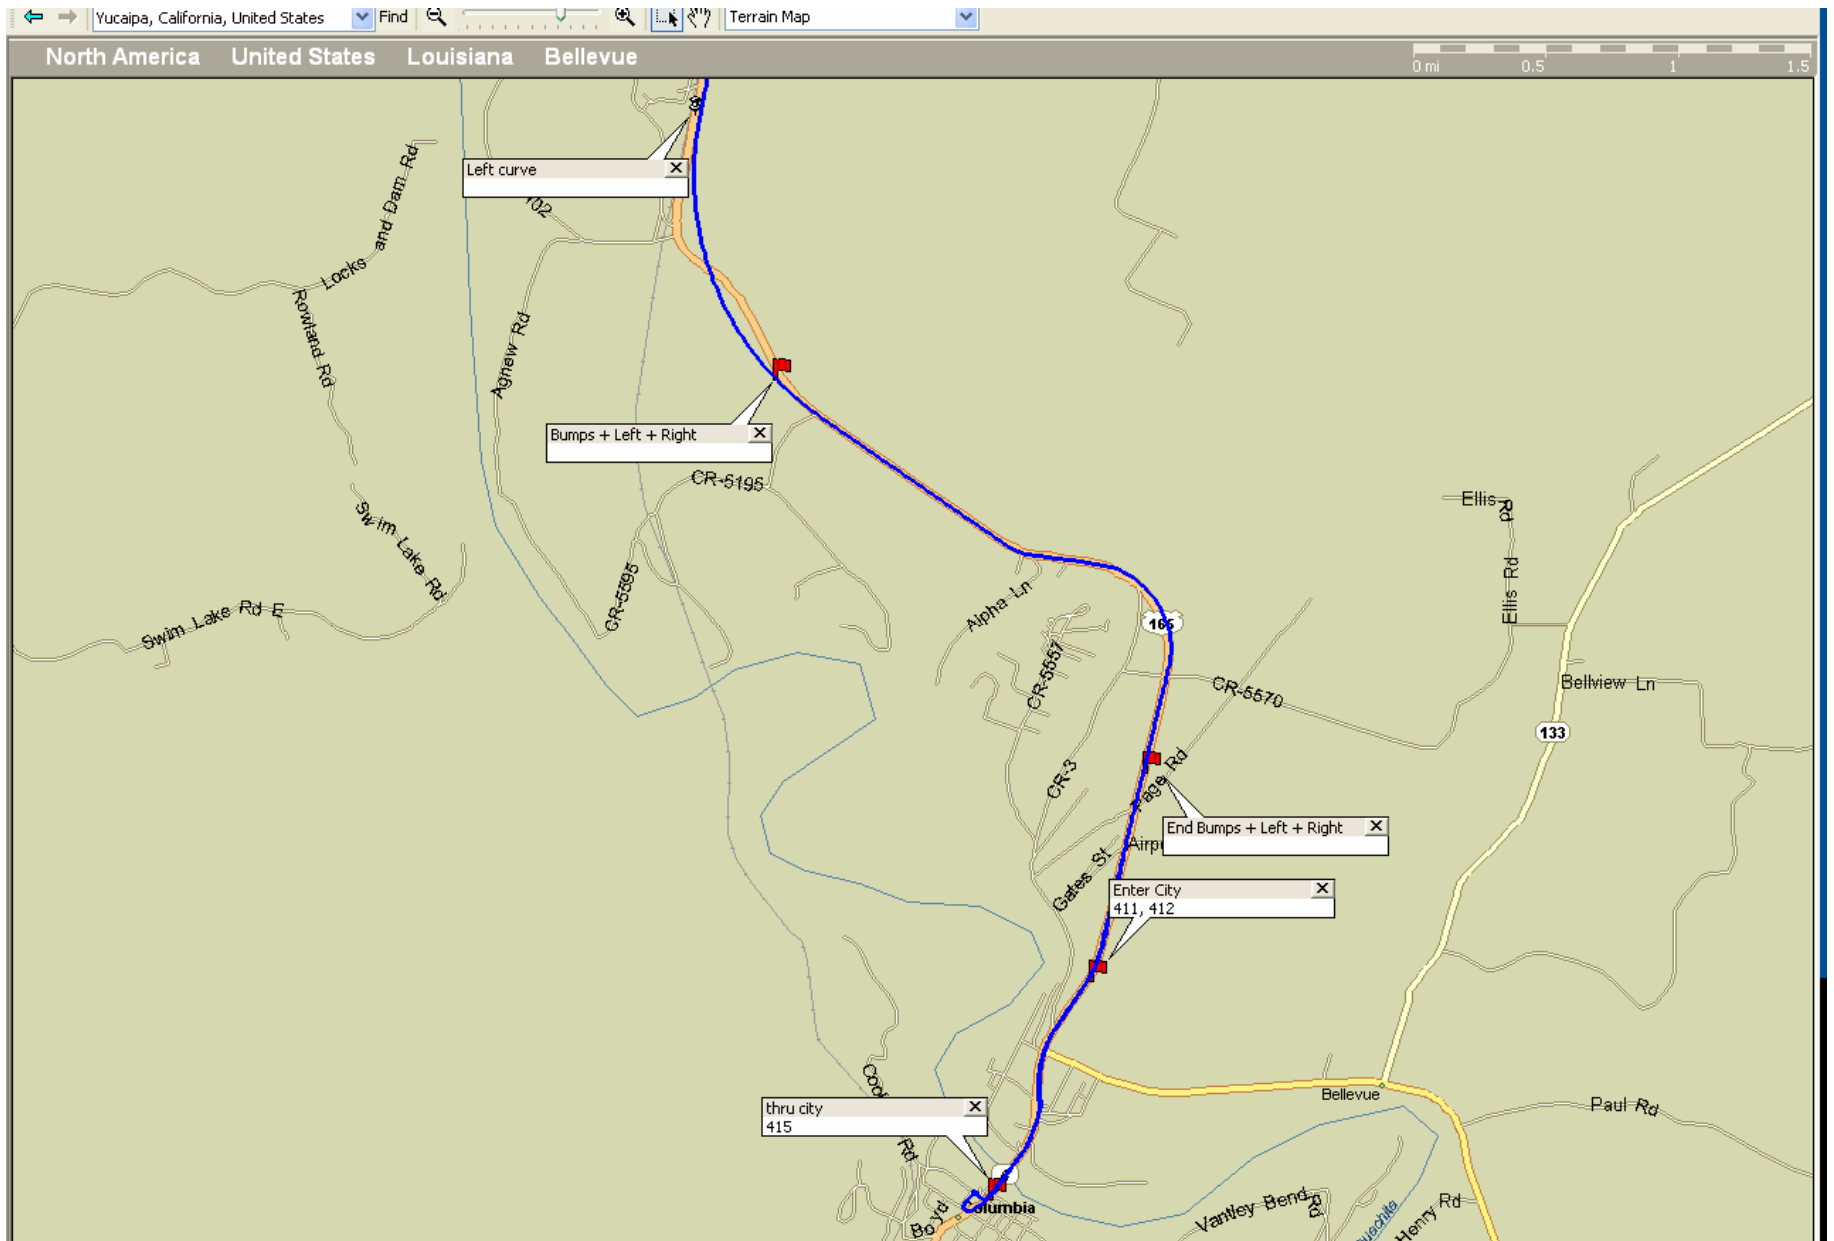 Yucaipa, California, United States Find Terrain Map
North America United States Louisiana Bellevue
0 mi 0.5 1 1.5
Left curve
Locks and Dam Rd
Rowland Rd
Agnew Rd
Bumps + Left + Right
CR-5195
Swim Lake Rd
Ellis Rd
Ellis Rd
CR-5595
Alpha Ln
Swim Lake Rd E
165
CR-5557
CR-5570
Bellview Ln
133
CR-3
Page Rd
End Bumps + Left + Right
Gates St
Enter City
411, 412
Bellevue
Paul Rd
thru city
415
Rd
Boyd
Columbia
Vantley Bend Rd
Henry Rd